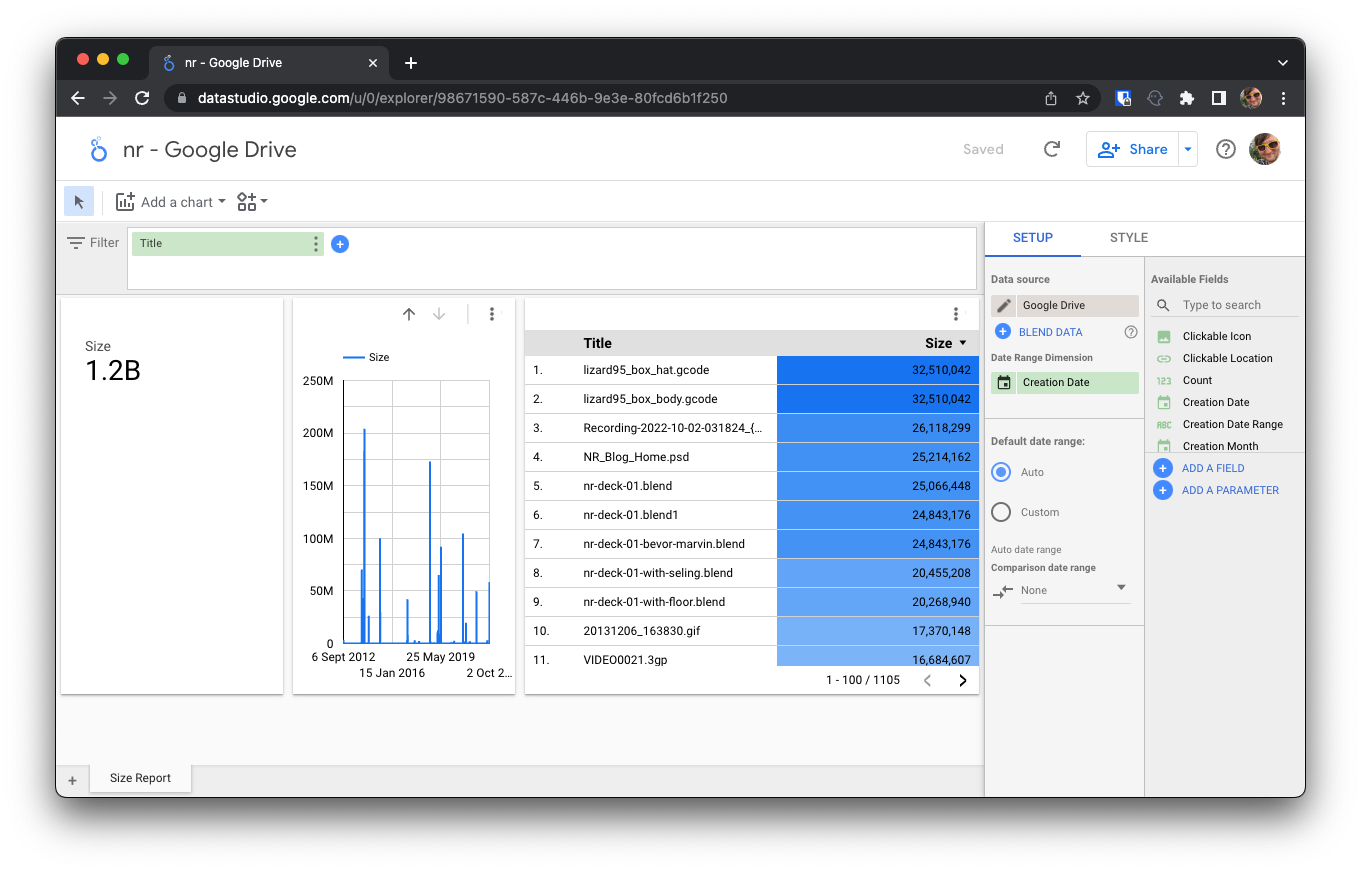 nr - Google Drive
datastudio.google.com/u/0/explorer/98671590-587c-446b-9e3e-80fcd6b1f250
nr - Google Drive
Saved
Share
Add a chart
Filter
Title
SETUP
STYLE
Size
1.2B
Size
250M
200M
150M
100M
50M
0
6 Sept 2012
25 May 2019
15 Jan 2016
2 Oct 2...
Title Size
1. lizard95_box_hat.gcode 32,510,042
2. lizard95_box_body.gcode 32,510,042
3. Recording-2022-10-02-031824_{... 26,118,299
4. NR_Blog_Home.psd 25,214,162
5. nr-deck-01.blend 25,066,448
6. nr-deck-01.blend1 24,843,176
7. nr-deck-01-bevor-marvin.blend 24,843,176
8. nr-deck-01-with-seling.blend 20,455,208
9. nr-deck-01-with-floor.blend 20,268,940
10. 20131206_163830.gif 17,370,148
11. VIDEO0021.3gp 16,684,607
1 - 100 / 1105
Data source
Google Drive
BLEND DATA
Date Range Dimension
Creation Date
Default date range:
Auto
Custom
Auto date range
Comparison date range
None
Available Fields
Type to search
Clickable Icon
Clickable Location
123 Count
Creation Date
ABC Creation Date Range
Creation Month
ADD A FIELD
ADD A PARAMETER
Size Report